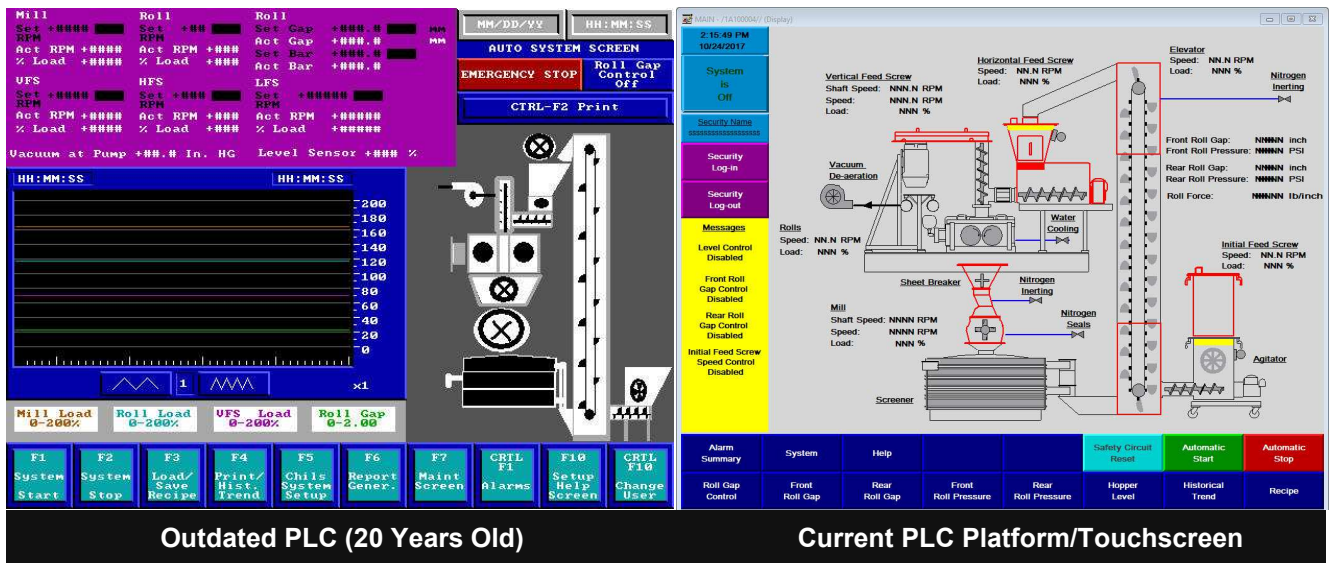 Mill
Set +#### RPM
Act RPM +####
% Load +####
Roll
Set +## RPM
Act RPM +###
% Load +###
Roll
Set Gap +###.# MM
Act Gap +###.# MM
Set Bar +###.#
Act Bar +###.#
VFS
Set +#### RPM
Act RPM +####
% Load +####
HFS
Set +### RPM
Act RPM +###
% Load +###
LFS
Set +##### RPM
Act RPM +#####
% Load +#####
Vacuum at Pump +##.# In. HG Level Sensor +### %
MM/DD/YY HH:MM:SS
AUTO SYSTEM SCREEN
EMERGENCY STOP
Roll Gap
Control
Off
CTRL-F2 Print
HH:MM:SS HH:MM:SS
200
180
160
140
120
100
80
60
40
20
0
1 x1
Mill Load
0-200%
Roll Load
0-200%
VFS Load
0-200%
Roll Gap
0-2.00
F1
System
Start
F2
System
Stop
F3
Load/
Save
Recipe
F4
Print/
Hist.
Trend
F5
Chils
System
Setup
F6
Report
Gener.
F7
Maint
Screen
CRTL
F1
Alarms
F10
Setup
Help
Screen
CRTL
F10
Change
User
Outdated PLC (20 Years Old)
MAIN - /1A100004// (Display)
2:15:49 PM
10/24/2017
System
is
Off
Security Name
Security
Log-in
Security
Log-out
Messages
Level Control
Disabled
Front Roll
Gap Control
Disabled
Rear Roll
Gap Control
Disabled
Initial Feed Screw
Speed Control
Disabled
Vertical Feed Screw
Shaft Speed: NNN.N RPM
Speed: NNN.N RPM
Load: NNN %
Horizontal Feed Screw
Speed: NN.N RPM
Load: NNN %
Elevator
Speed: NN.N RPM
Load: NNN %
Nitrogen
Inerting
Front Roll Gap: inch
Front Roll Pressure: PSI
Rear Roll Gap: inch
Rear Roll Pressure: PSI
Roll Force: lb/inch
Vacuum
De-aeration
Rolls
Speed: NN.N RPM
Load: NNN %
Water
Cooling
Initial Feed Screw
Speed: NN.N RPM
Load: NNN %
Sheet Breaker
Nitrogen
Inerting
Mill
Shaft Speed: NNNN RPM
Speed: NNNN RPM
Load: NNN %
Nitrogen
Seals
Agitator
Screener
Alarm
Summary
System
Help
Safety Circuit
Reset
Automatic
Start
Automatic
Stop
Roll Gap
Control
Front
Roll Gap
Rear
Roll Gap
Front
Roll Pressure
Rear
Roll Pressure
Hopper
Level
Historical
Trend
Recipe
Current PLC Platform/Touchscreen